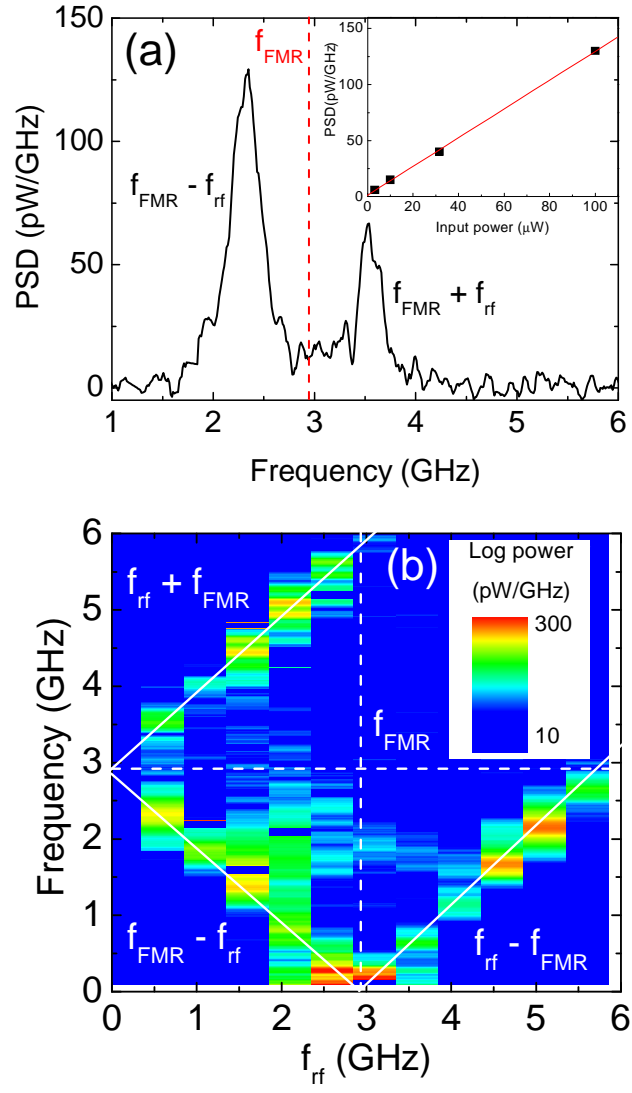 (a)
f_FMR
f_FMR - f_rf
f_FMR + f_rf
PSD (pW/GHz)
150
100
50
0
1 2 3 4 5 6
Frequency (GHz)
PSD(pW/GHz)
150
125
100
75
50
25
0
0 20 40 60 80 100
Input power (μW)
(b)
Log power
(pW/GHz)
300
10
f_rf + f_FMR
f_FMR
f_FMR - f_rf
f_rf - f_FMR
Frequency (GHz)
6
5
4
3
2
1
0
0 1 2 3 4 5 6
f_rf (GHz)